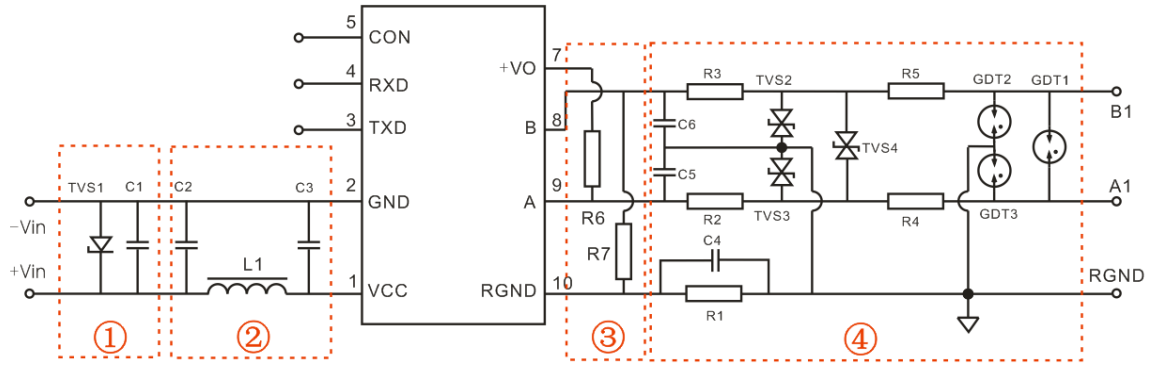 5
CON
4
RXD
3
TXD
2
GND
1
VCC
+VO
7
B
8
A
9
RGND
10
TVS1
C1
C2
C3
−Vin
+Vin
L1
①
②
R6
R7
③
R3
TVS2
R5
GDT2
GDT1
B1
C6
TVS4
C5
A1
R2
TVS3
R4
GDT3
C4
RGND
R1
④